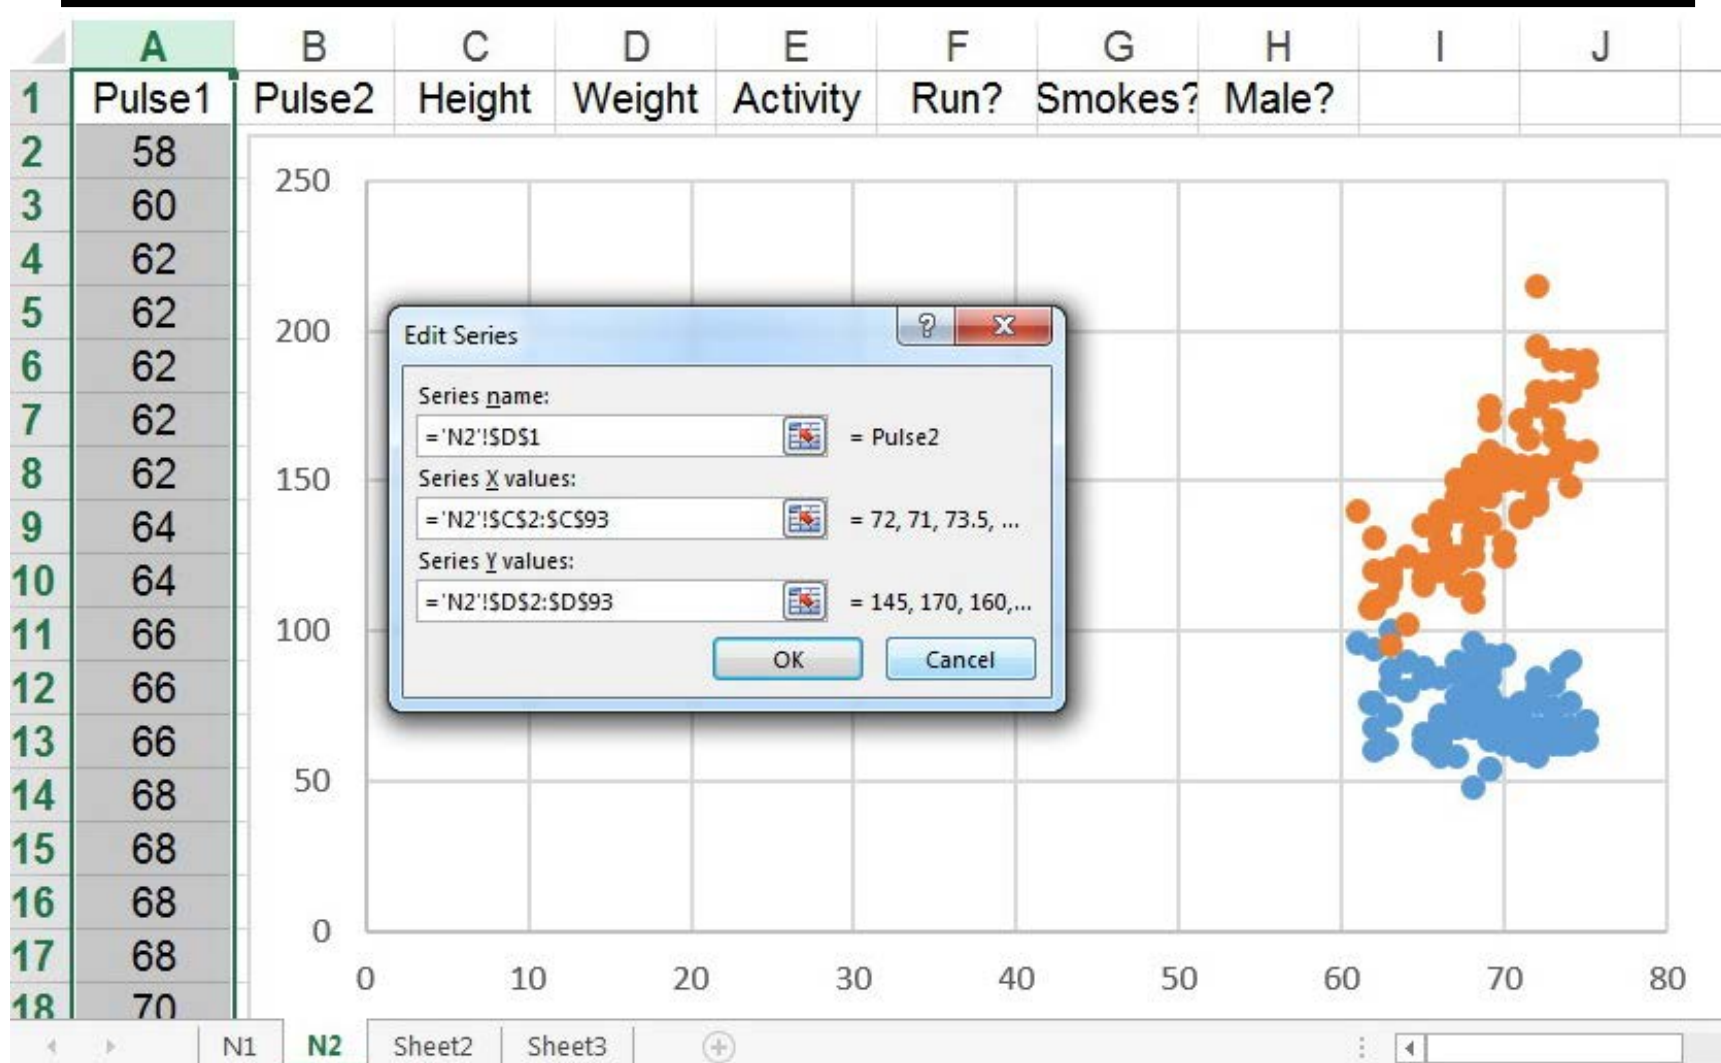 A B C D E F G H I J
1 Pulse1 Pulse2 Height Weight Activity Run? Smokes? Male?
2 58
3 60
4 62
5 62
6 62
7 62
8 62
9 64
10 64
11 66
12 66
13 66
14 68
15 68
16 68
17 68
18 70
250
200
150
100
50
0
0 10 20 30 40 50 60 70 80
Edit Series
?
X
Series name:
='N2'!$D$1 = Pulse2
Series X values:
='N2'!$C$2:$C$93 = 72, 71, 73.5, ...
Series Y values:
='N2'!$D$2:$D$93 = 145, 170, 160,...
OK Cancel
N1 N2 Sheet2 Sheet3